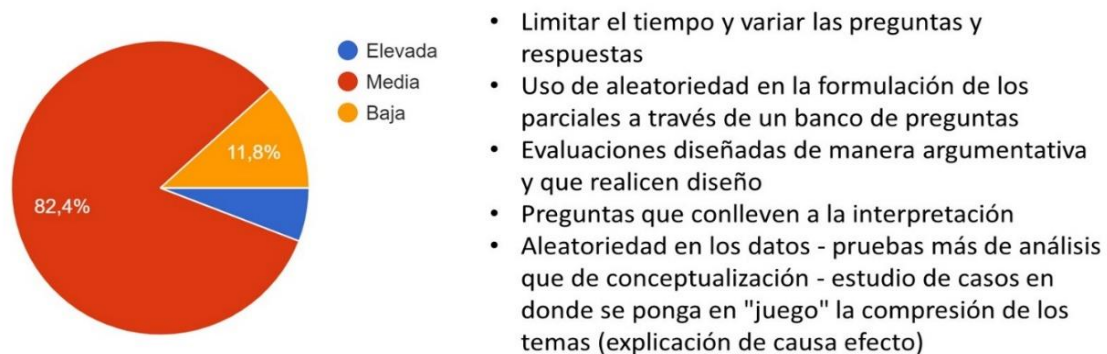 Elevada
Media
Baja
11,8%
82,4%
• Limitar el tiempo y variar las preguntas y
respuestas
• Uso de aleatoriedad en la formulación de los
parciales a través de un banco de preguntas
• Evaluaciones diseñadas de manera argumentativa
y que realicen diseño
• Preguntas que conlleven a la interpretación
• Aleatoriedad en los datos - pruebas más de análisis
que de conceptualización - estudio de casos en
donde se ponga en "juego" la compresión de los
temas (explicación de causa efecto)